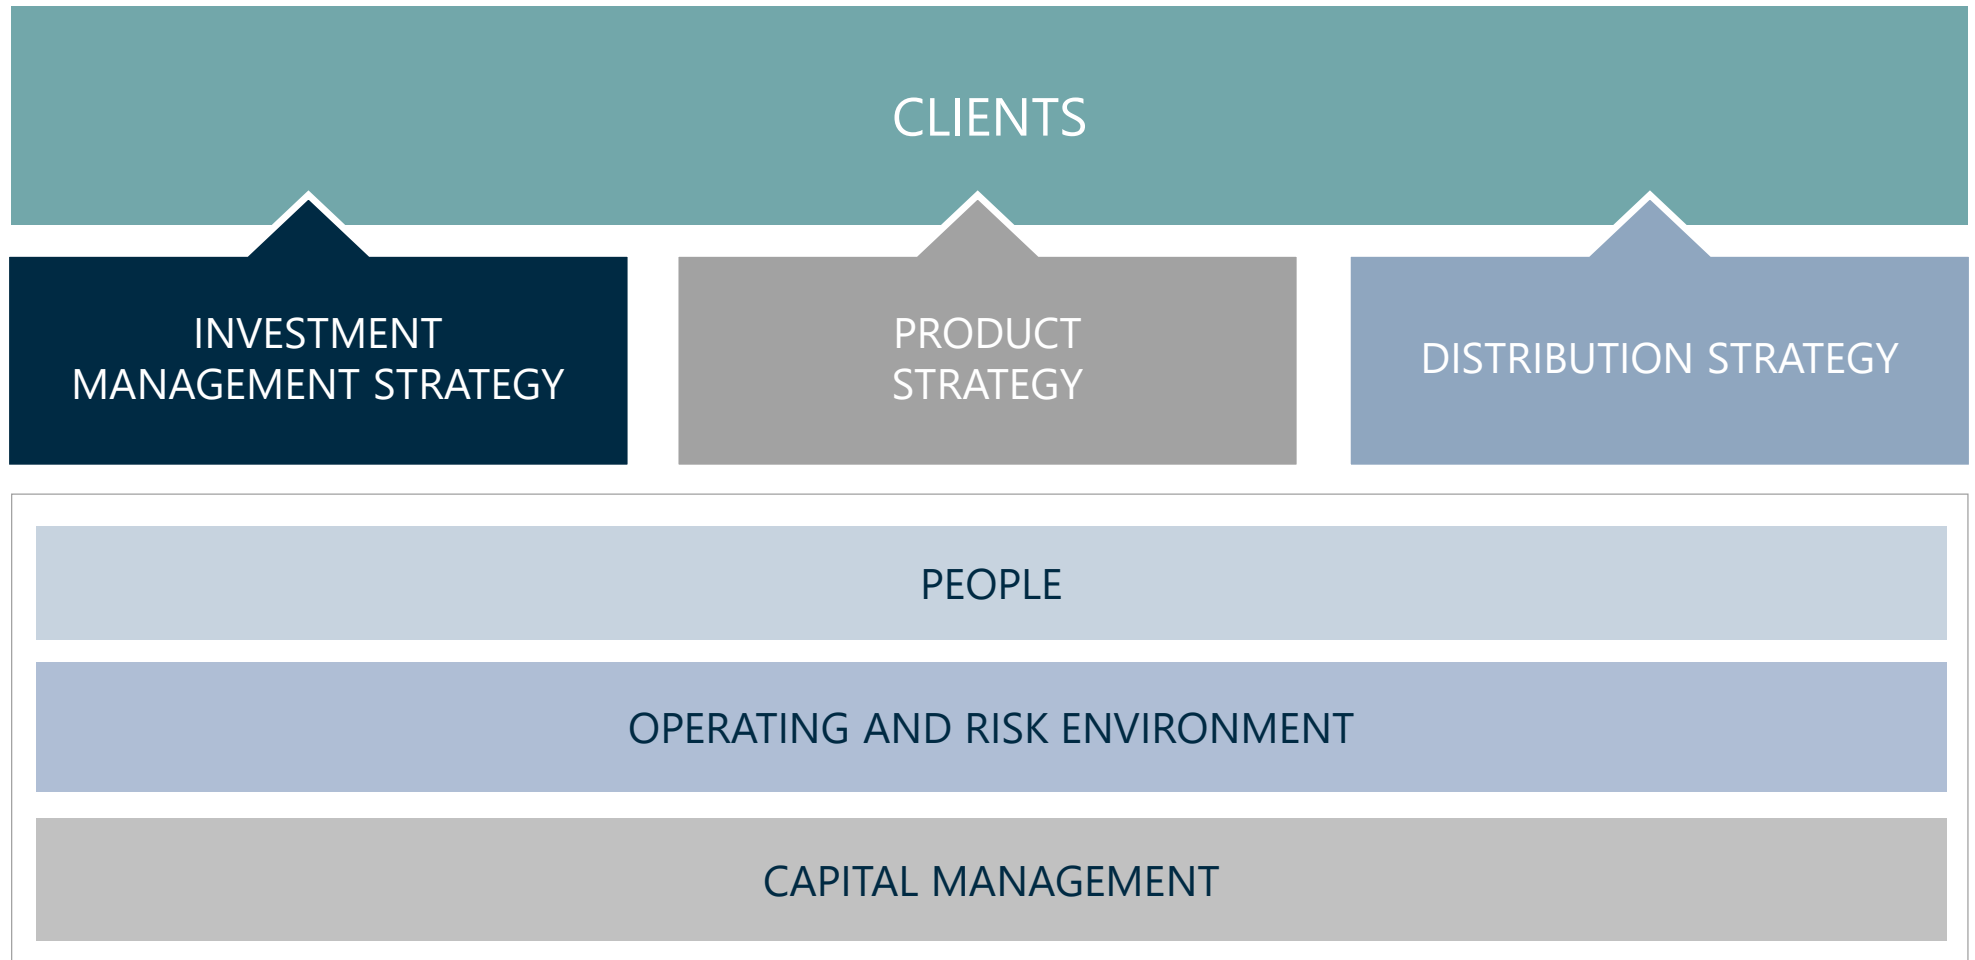 CLIENTS
INVESTMENT
MANAGEMENT STRATEGY
PRODUCT
STRATEGY
DISTRIBUTION STRATEGY
PEOPLE
OPERATING AND RISK ENVIRONMENT
CAPITAL MANAGEMENT